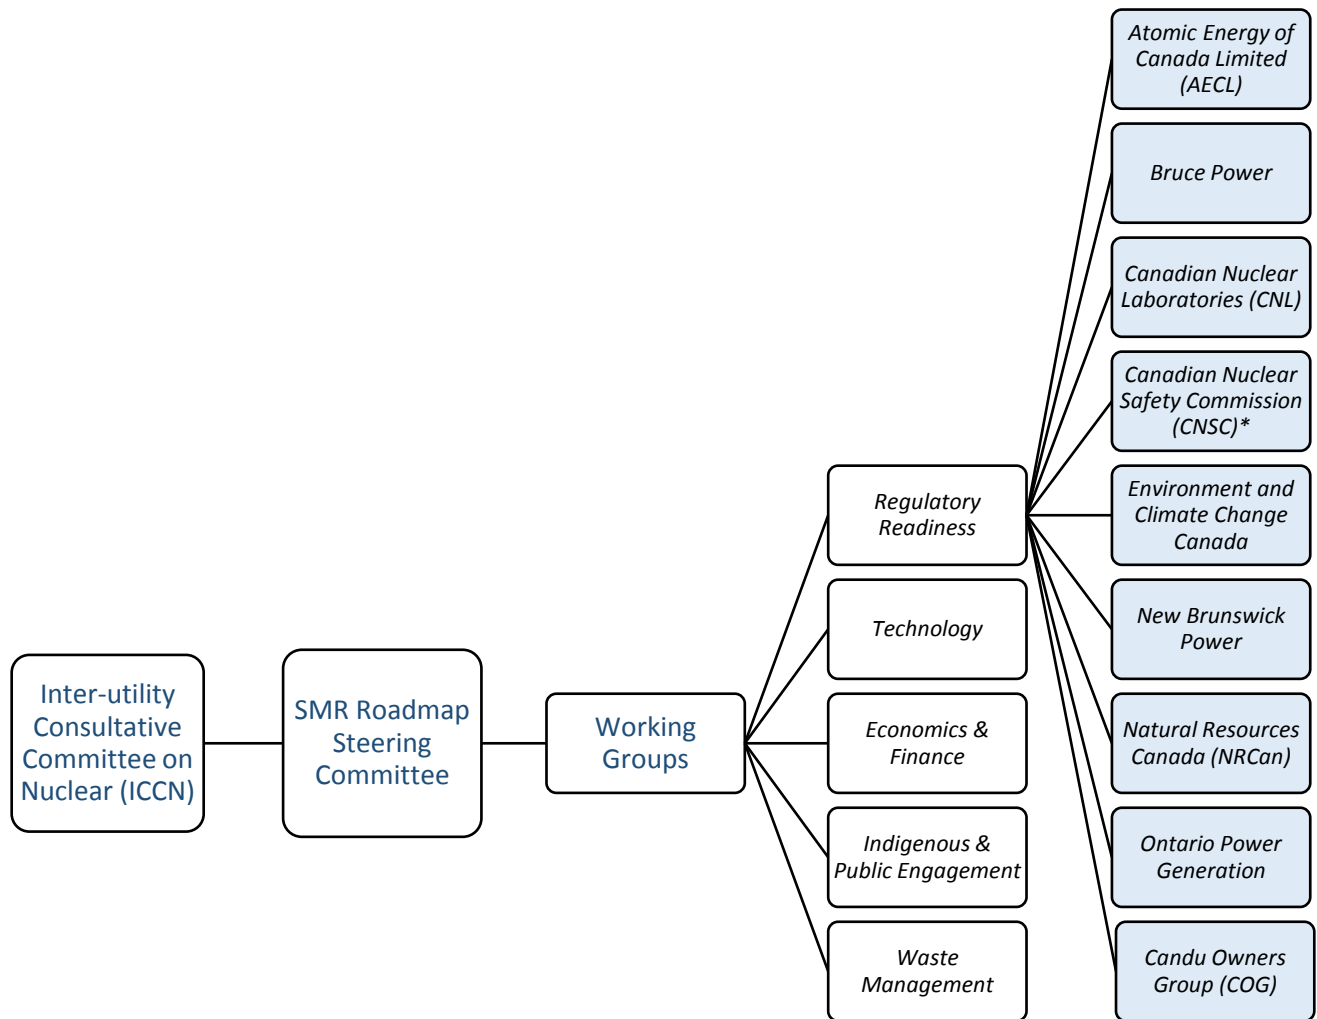 Inter-utility
Consultative
Committee on
Nuclear (ICCN)
SMR Roadmap
Steering
Committee
Working
Groups
Regulatory
Readiness
Technology
Economics &
Finance
Indigenous &
Public Engagement
Waste
Management
Atomic Energy of
Canada Limited
(AECL)
Bruce Power
Canadian Nuclear
Laboratories (CNL)
Canadian Nuclear
Safety Commission
(CNSC)*
Environment and
Climate Change
Canada
New Brunswick
Power
Natural Resources
Canada (NRCan)
Ontario Power
Generation
Candu Owners
Group (COG)